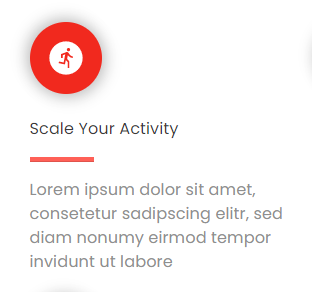 Scale Your Activity
Lorem ipsum dolor sit amet,
consetetur sadipscing elitr, sed
diam nonumy eirmod tempor
invidunt ut labore